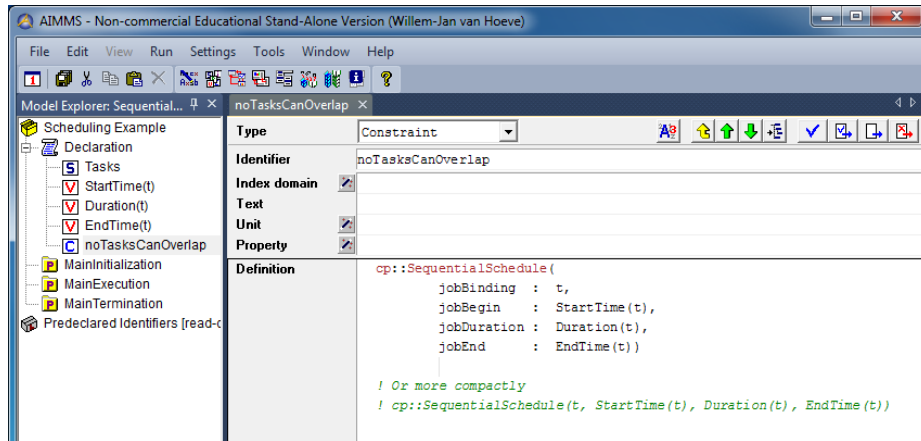 AIMMS - Non-commercial Educational Stand-Alone Version (Willem-Jan van Hoeve)
File Edit View Run Settings Tools Window Help
Model Explorer: Sequential...
noTasksCanOverlap
Scheduling Example
Declaration
S Tasks
V StartTime(t)
V Duration(t)
V EndTime(t)
C noTasksCanOverlap
P MainInitialization
P MainExecution
P MainTermination
Predeclared Identifiers [read-c
Type Constraint
Identifier noTasksCanOverlap
Index domain
Text
Unit
Property
Definition cp::SequentialSchedule(
jobBinding : t,
jobBegin : StartTime(t),
jobDuration : Duration(t),
jobEnd : EndTime(t))
! Or more compactly
! cp::SequentialSchedule(t, StartTime(t), Duration(t), EndTime(t))